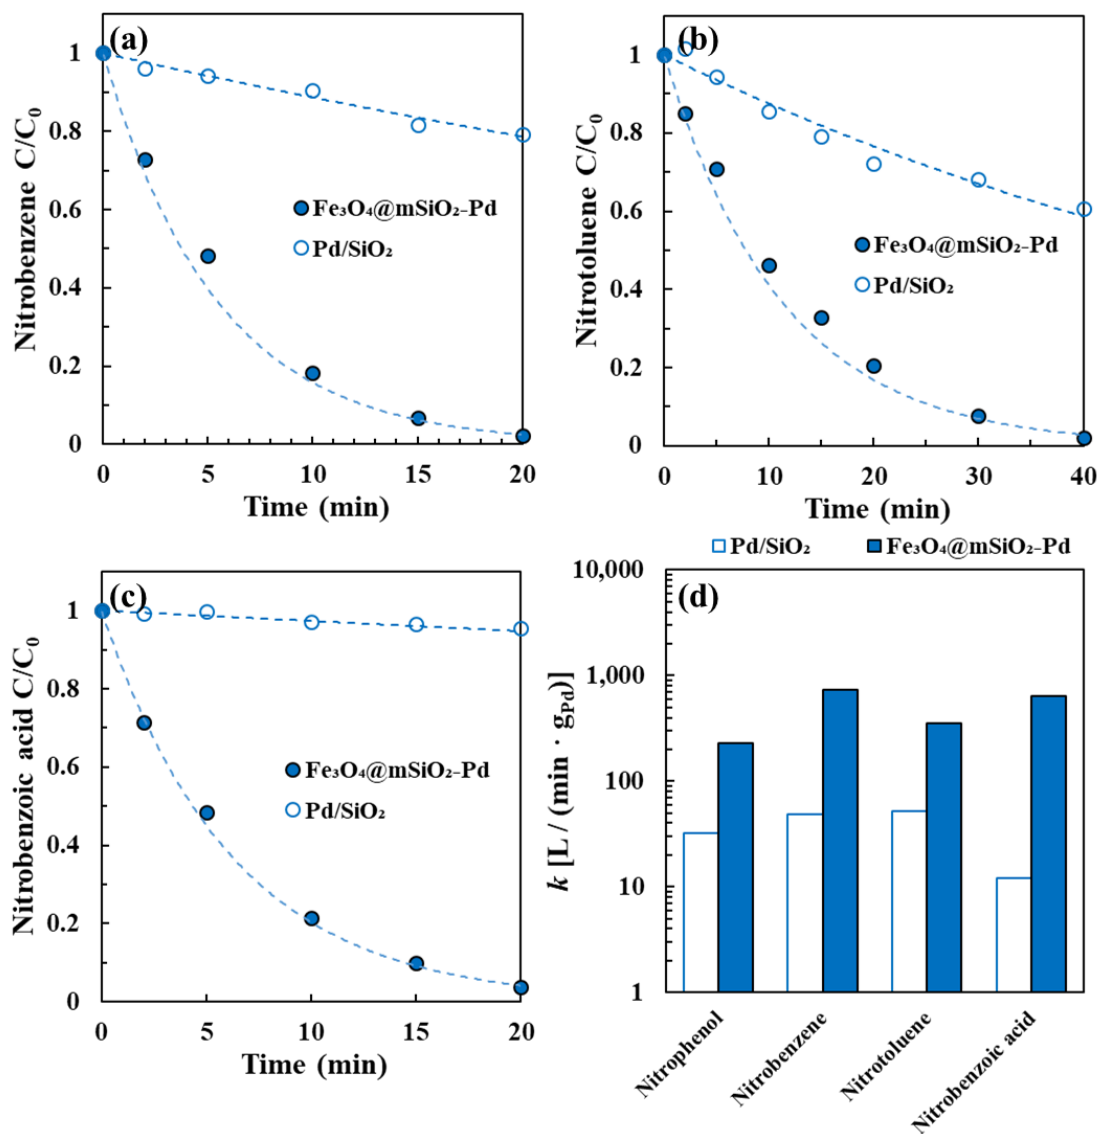 (a)
Nitrobenzene C/C₀
1
0.8
0.6
0.4
0.2
0
Fe₃O₄@mSiO₂-Pd
Pd/SiO₂
0 5 10 15 20
Time (min)
(b)
Nitrotoluene C/C₀
1
0.8
0.6
0.4
0.2
0
Fe₃O₄@mSiO₂-Pd
Pd/SiO₂
0 10 20 30 40
Time (min)
(c)
Nitrobenzoic acid C/C₀
1
0.8
0.6
0.4
0.2
0
Fe₃O₄@mSiO₂-Pd
Pd/SiO₂
0 5 10 15 20
Time (min)
Pd/SiO₂ Fe₃O₄@mSiO₂-Pd
(d)
k [L / (min · g_Pd)]
10,000
1,000
100
10
1
Nitrophenol
Nitrobenzene
Nitrotoluene
Nitrobenzoic acid